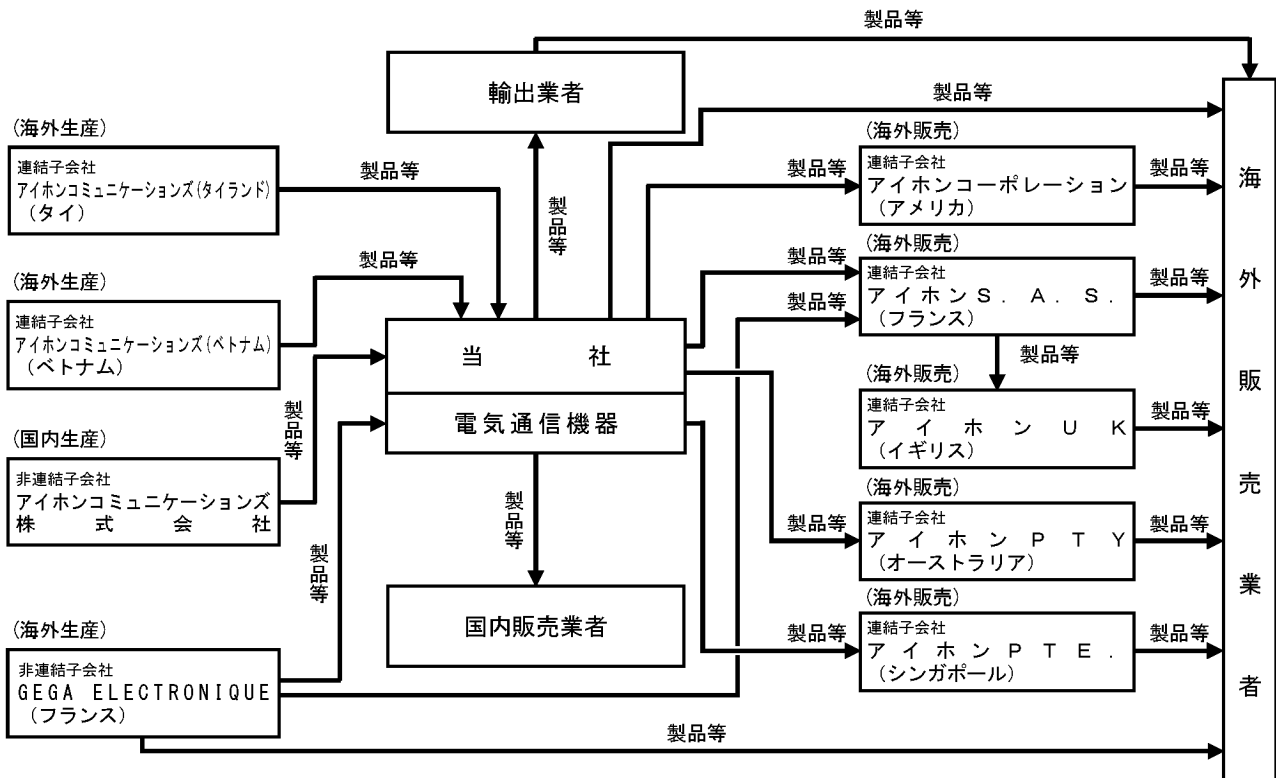 製品等
輸出業者
製品等
(海外生産)
連結子会社
アイホンコミュニケーションズ(タイランド)
(タイ)
製品等
製品等
(海外販売)
連結子会社
アイホンコーポレーション
(アメリカ)
製品等
製品等
(海外生産)
連結子会社
アイホンコミュニケーションズ(ベトナム)
(ベトナム)
製品等
(海外販売)
連結子会社
アイホンS.A.S.
(フランス)
製品等
製品等
製品等
当社
電気通信機器
製品等
(海外販売)
連結子会社
アイホンUK
(イギリス)
製品等
(国内生産)
非連結子会社
アイホンコミュニケーションズ
株式会社
製品等
製品等
(海外販売)
連結子会社
アイホンPTY
(オーストラリア)
製品等
製品等
製品等
国内販売業者
(海外販売)
連結子会社
アイホンPTE.
(シンガポール)
製品等
製品等
(海外生産)
非連結子会社
GEGA ELECTRONIQUE
(フランス)
製品等
海外販売業者